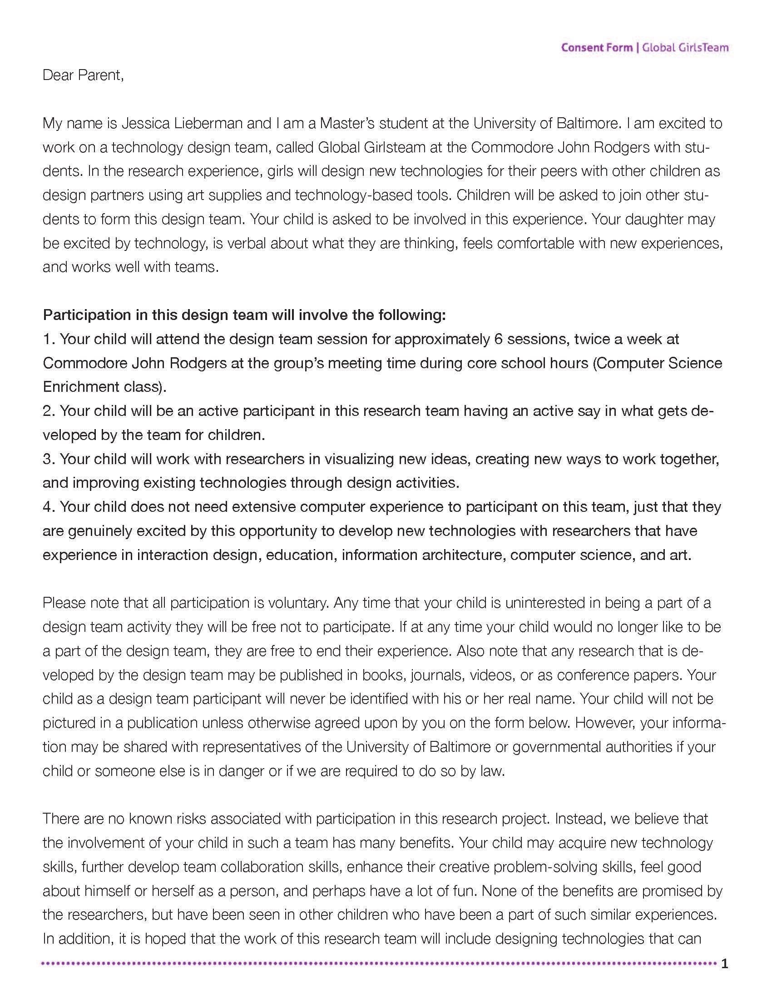 Consent Form | Global GirlsTeam
Dear Parent,
My name is Jessica Lieberman and I am a Master’s student at the University of Baltimore. I am excited to
work on a technology design team, called Global Girlsteam at the Commodore John Rodgers with stu-
dents. In the research experience, girls will design new technologies for their peers with other children as
design partners using art supplies and technology-based tools. Children will be asked to join other stu-
dents to form this design team. Your child is asked to be involved in this experience. Your daughter may
be excited by technology, is verbal about what they are thinking, feels comfortable with new experiences,
and works well with teams.
Participation in this design team will involve the following:
1. Your child will attend the design team session for approximately 6 sessions, twice a week at
Commodore John Rodgers at the group’s meeting time during core school hours (Computer Science
Enrichment class).
2. Your child will be an active participant in this research team having an active say in what gets de-
veloped by the team for children.
3. Your child will work with researchers in visualizing new ideas, creating new ways to work together,
and improving existing technologies through design activities.
4. Your child does not need extensive computer experience to participant on this team, just that they
are genuinely excited by this opportunity to develop new technologies with researchers that have
experience in interaction design, education, information architecture, computer science, and art.
Please note that all participation is voluntary. Any time that your child is uninterested in being a part of a
design team activity they will be free not to participate. If at any time your child would no longer like to be
a part of the design team, they are free to end their experience. Also note that any research that is de-
veloped by the design team may be published in books, journals, videos, or as conference papers. Your
child as a design team participant will never be identified with his or her real name. Your child will not be
pictured in a publication unless otherwise agreed upon by you on the form below. However, your informa-
tion may be shared with representatives of the University of Baltimore or governmental authorities if your
child or someone else is in danger or if we are required to do so by law.
There are no known risks associated with participation in this research project. Instead, we believe that
the involvement of your child in such a team has many benefits. Your child may acquire new technology
skills, further develop team collaboration skills, enhance their creative problem-solving skills, feel good
about himself or herself as a person, and perhaps have a lot of fun. None of the benefits are promised by
the researchers, but have been seen in other children who have been a part of such similar experiences.
In addition, it is hoped that the work of this research team will include designing technologies that can
1